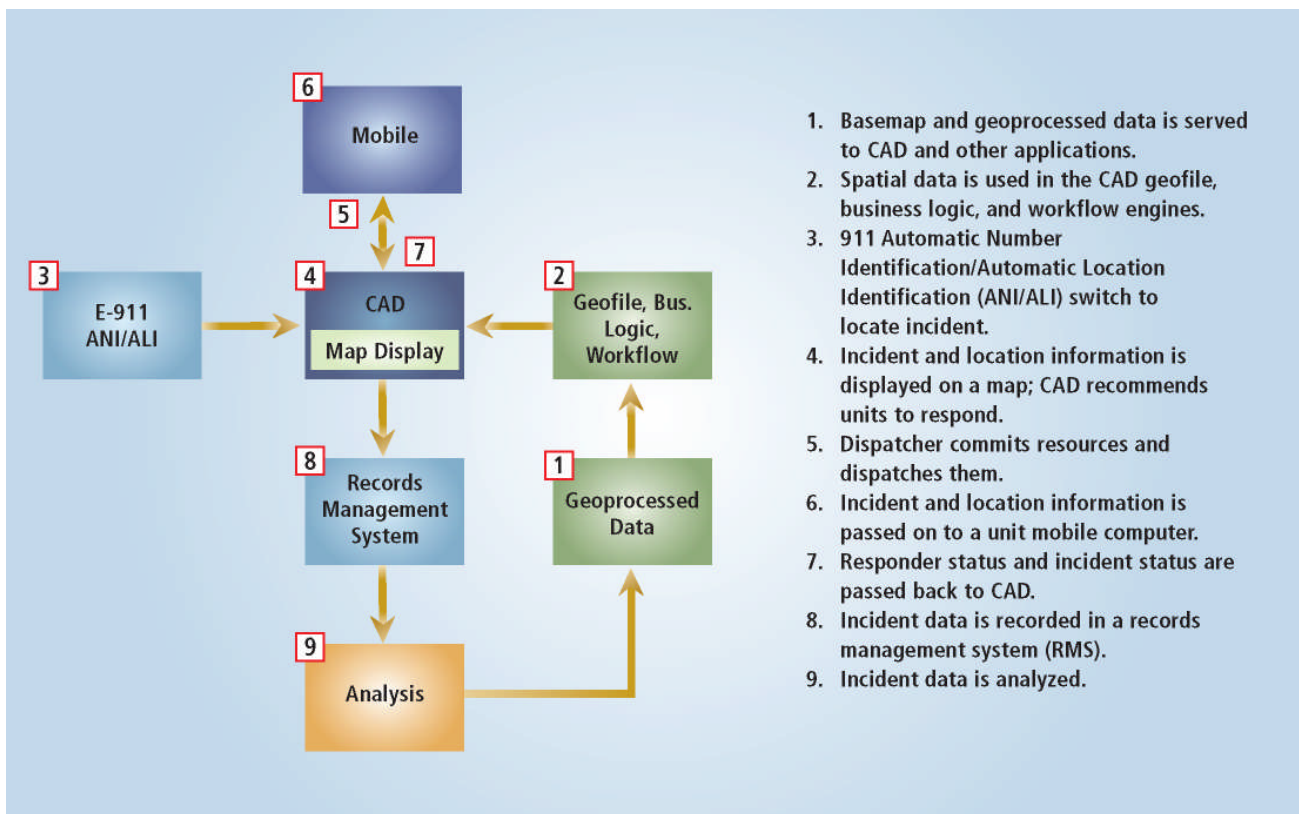 6
Mobile
5
7
3
E-911
ANI/ALI
4
CAD
Map Display
2
Geofile, Bus.
Logic,
Workflow
8
Records
Management
System
1
Geoprocessed
Data
9
Analysis
1. Basemap and geoprocessed data is served
to CAD and other applications.
2. Spatial data is used in the CAD geofile,
business logic, and workflow engines.
3. 911 Automatic Number
Identification/Automatic Location
Identification (ANI/ALI) switch to
locate incident.
4. Incident and location information is
displayed on a map; CAD recommends
units to respond.
5. Dispatcher commits resources and
dispatches them.
6. Incident and location information is
passed on to a unit mobile computer.
7. Responder status and incident status are
passed back to CAD.
8. Incident data is recorded in a records
management system (RMS).
9. Incident data is analyzed.